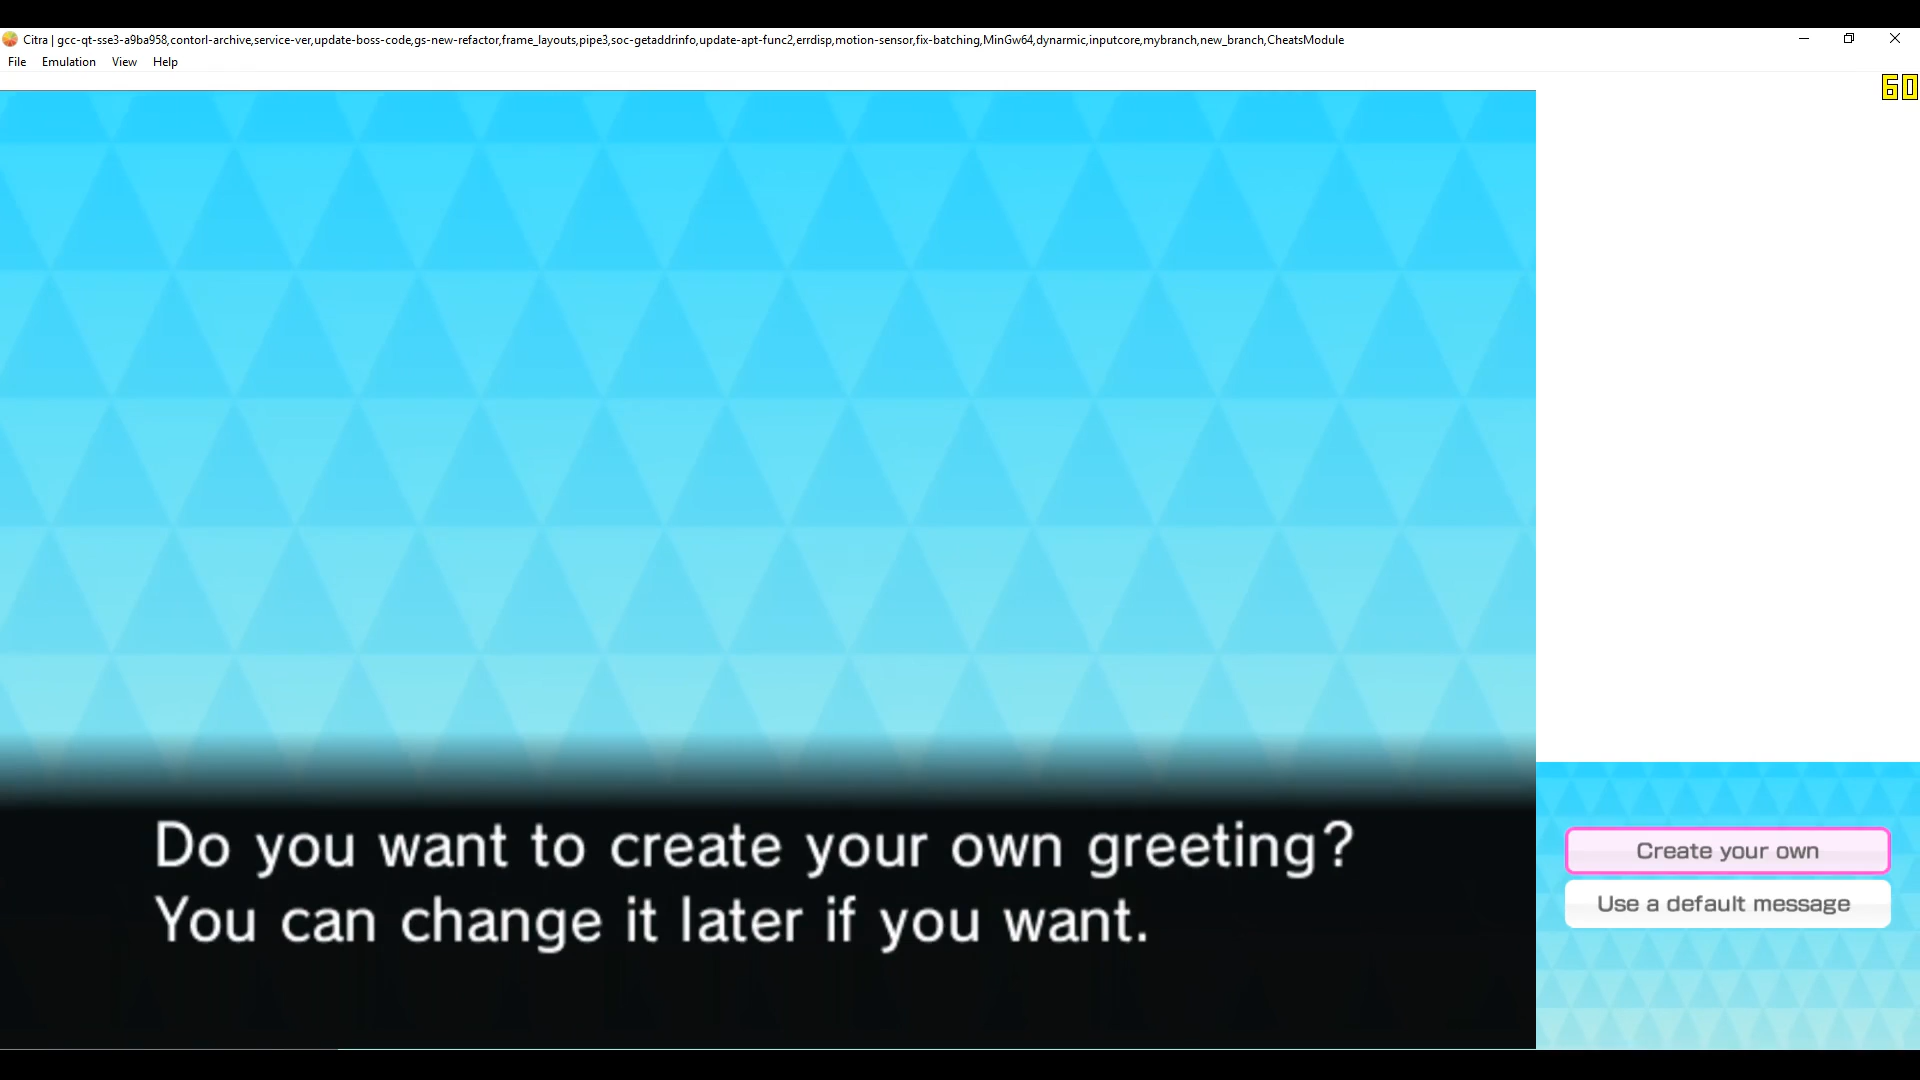 Citra | gcc-qt-sse3-a9ba958,contorl-archive,service-ver,update-boss-code,gs-new-refactor,frame_layouts,pipe3,soc-getaddrinfo,update-apt-func2,errdisp,motion-sensor,fix-batching,MinGw64,dynarmic,inputcore,mybranch,new_branch,CheatsModule
File Emulation View Help
60
Do you want to create your own greeting?
You can change it later if you want.
Create your own
Use a default message